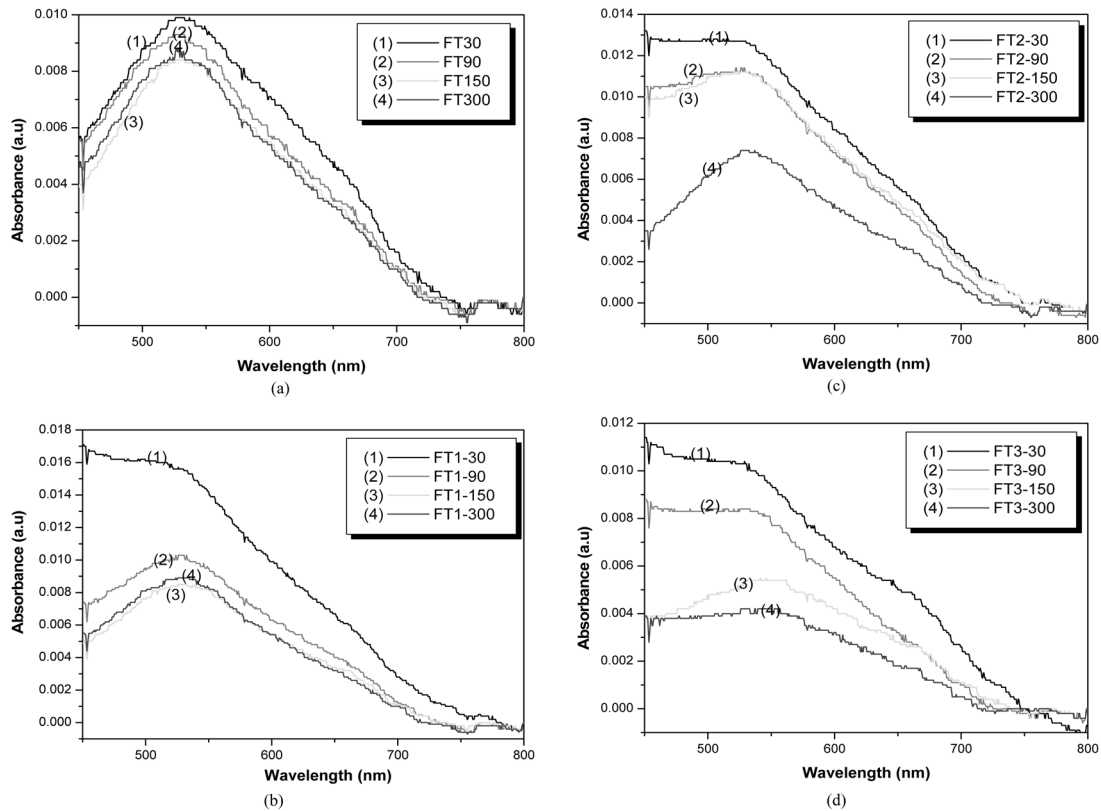 0.010
0.008
0.006
0.004
0.002
0.000
Absorbance (a.u)
500
600
700
800
Wavelength (nm)
(1)
(2)
(4)
(3)
(1) FT30
(2) FT90
(3) FT150
(4) FT300
(a)
0.014
0.012
0.010
0.008
0.006
0.004
0.002
0.000
Absorbance (a.u)
500
600
700
800
Wavelength (nm)
(1)
(2)
(3)
(4)
(1) FT2-30
(2) FT2-90
(3) FT2-150
(4) FT2-300
(c)
0.018
0.016
0.014
0.012
0.010
0.008
0.006
0.004
0.002
0.000
Absorbance (a.u)
500
600
700
800
Wavelength (nm)
(1)
(2)
(4)
(3)
(1) FT1-30
(2) FT1-90
(3) FT1-150
(4) FT1-300
(b)
0.012
0.010
0.008
0.006
0.004
0.002
0.000
Absorbance (a.u)
500
600
700
800
Wavelength (nm)
(1)
(2)
(3)
(4)
(1) FT3-30
(2) FT3-90
(3) FT3-150
(4) FT3-300
(d)